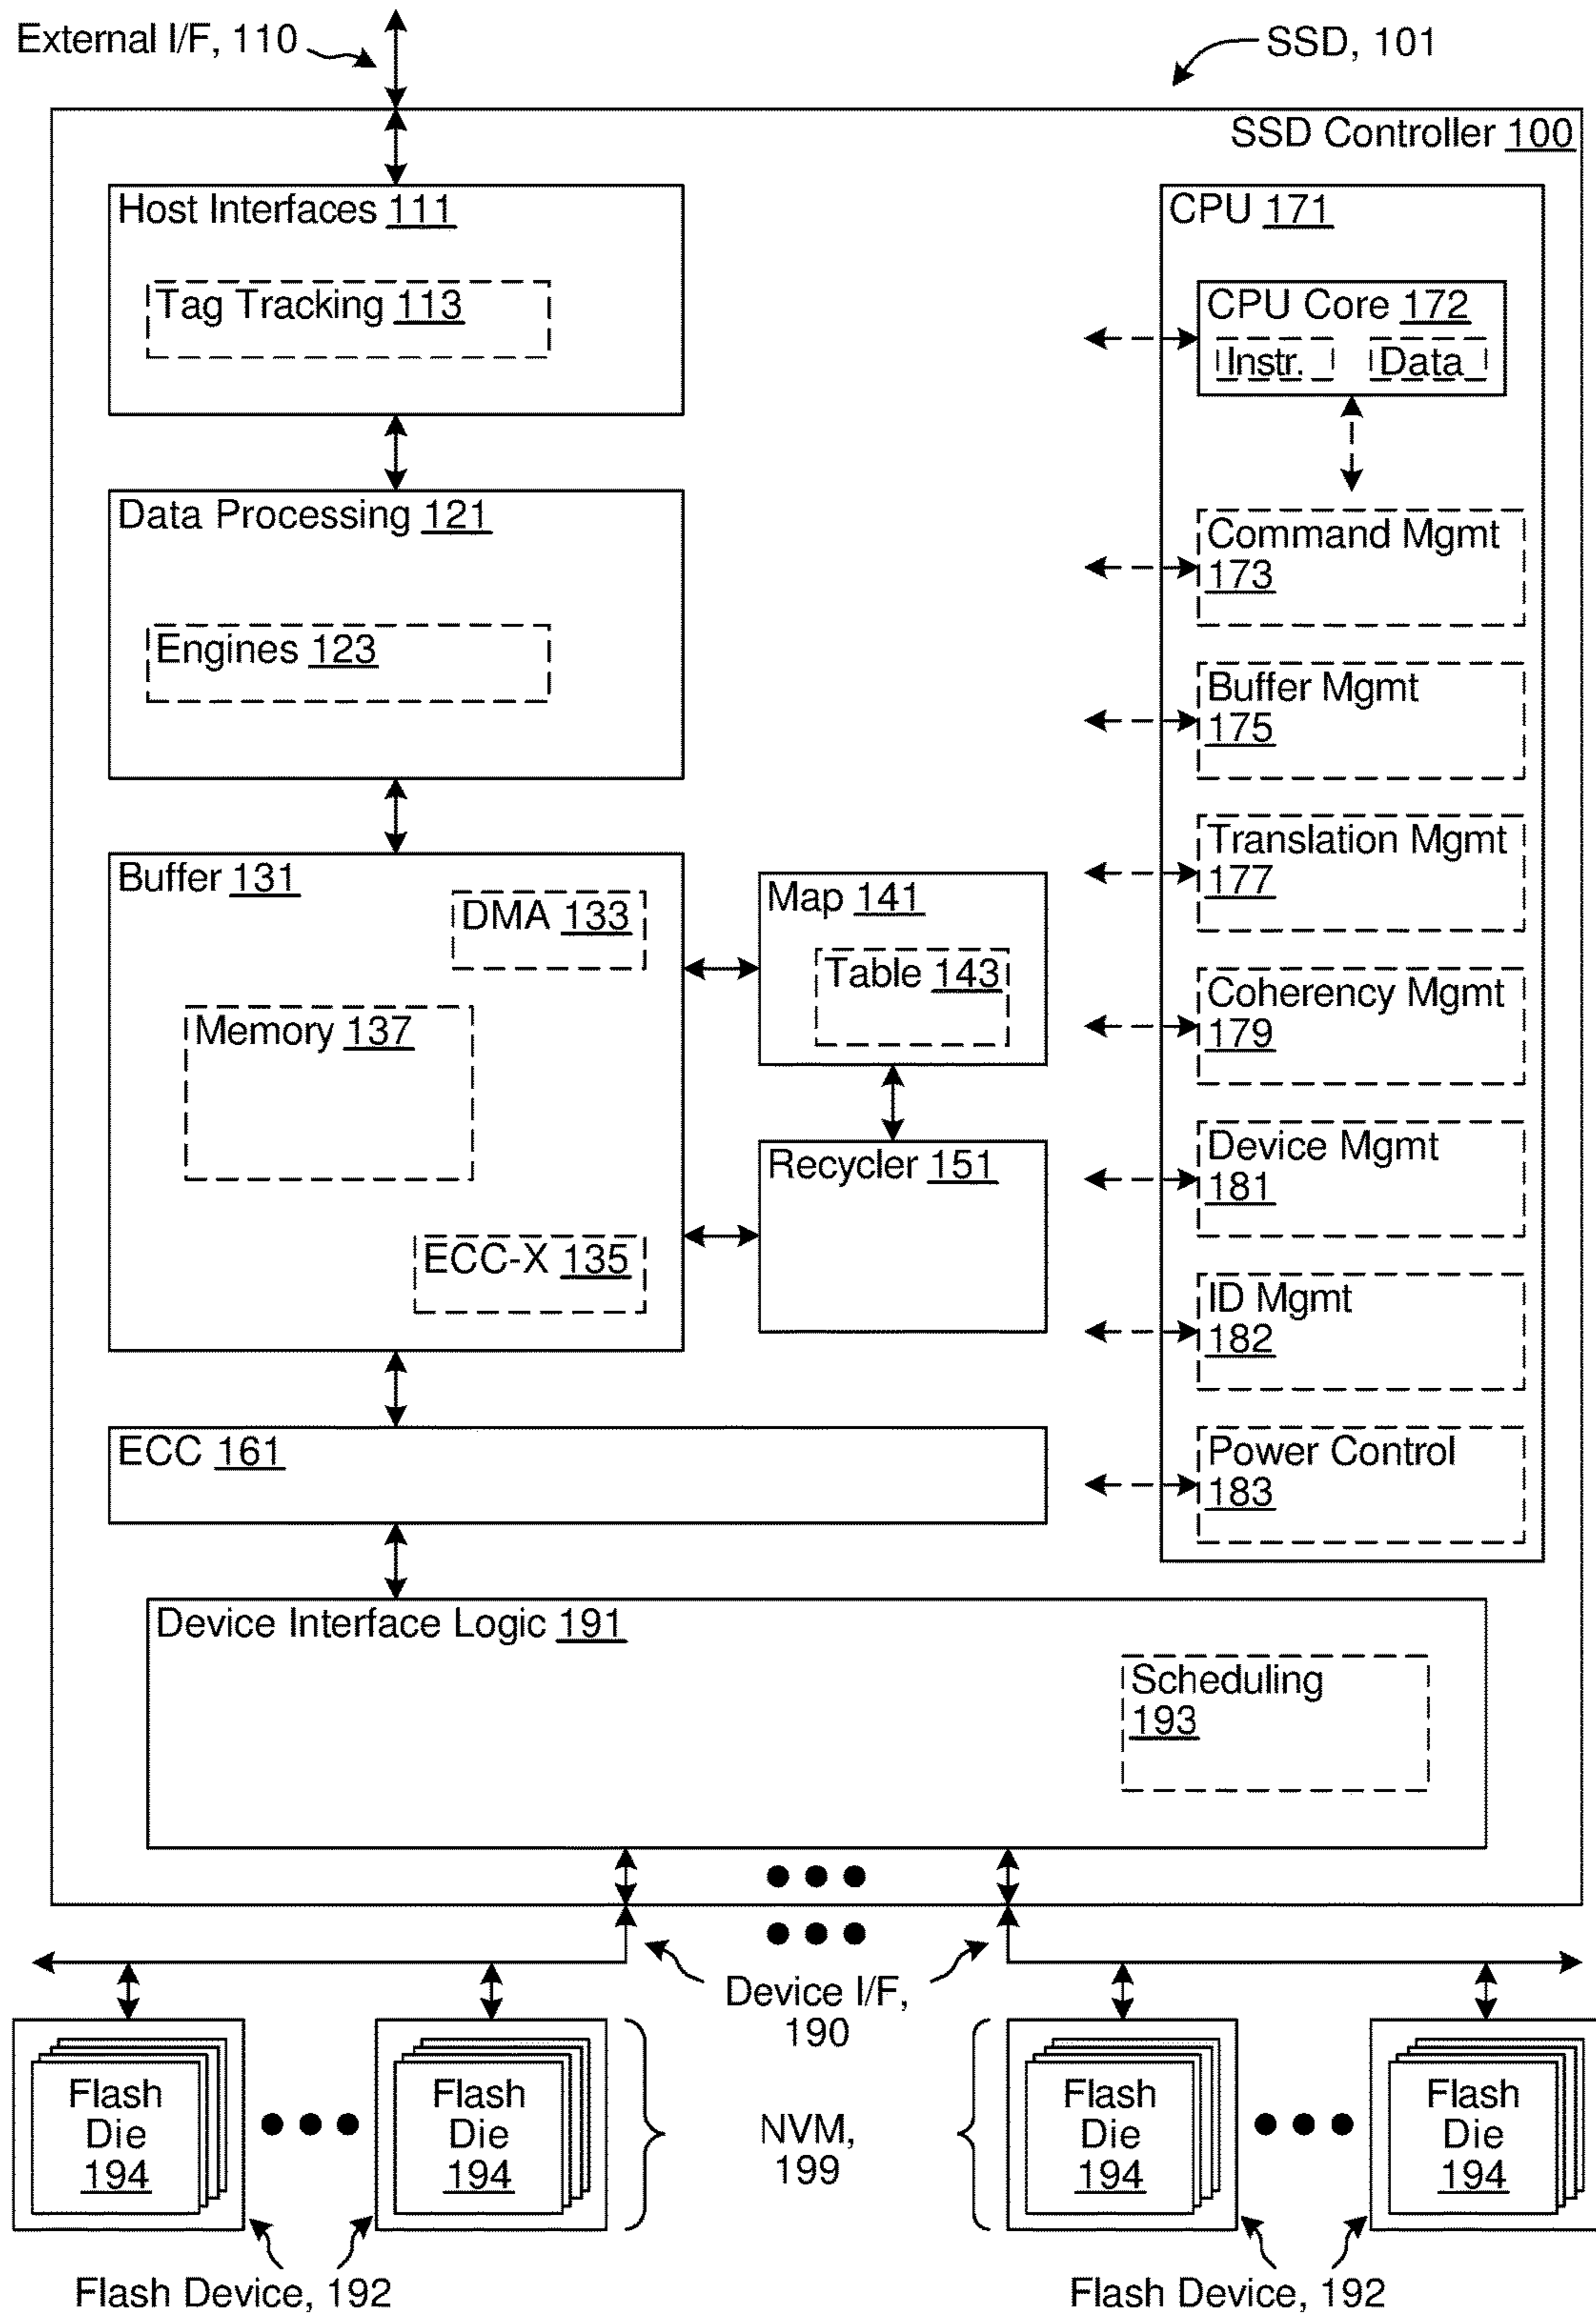 External I/F, 110
SSD, 101
SSD Controller 100
Host Interfaces 111
Tag Tracking 113
CPU 171
CPU Core 172
Instr. Data
Data Processing 121
Engines 123
Command Mgmt
173
Buffer Mgmt
175
Translation Mgmt
177
Buffer 131
DMA 133
Memory 137
ECC-X 135
Map 141
Table 143
Recycler 151
Coherency Mgmt
179
Device Mgmt
181
ID Mgmt
182
Power Control
183
ECC 161
Device Interface Logic 191
Scheduling
193
Device I/F,
190
Flash
Die
194
Flash
Die
194
NVM,
199
Flash
Die
194
Flash
Die
194
Flash Device, 192
Flash Device, 192